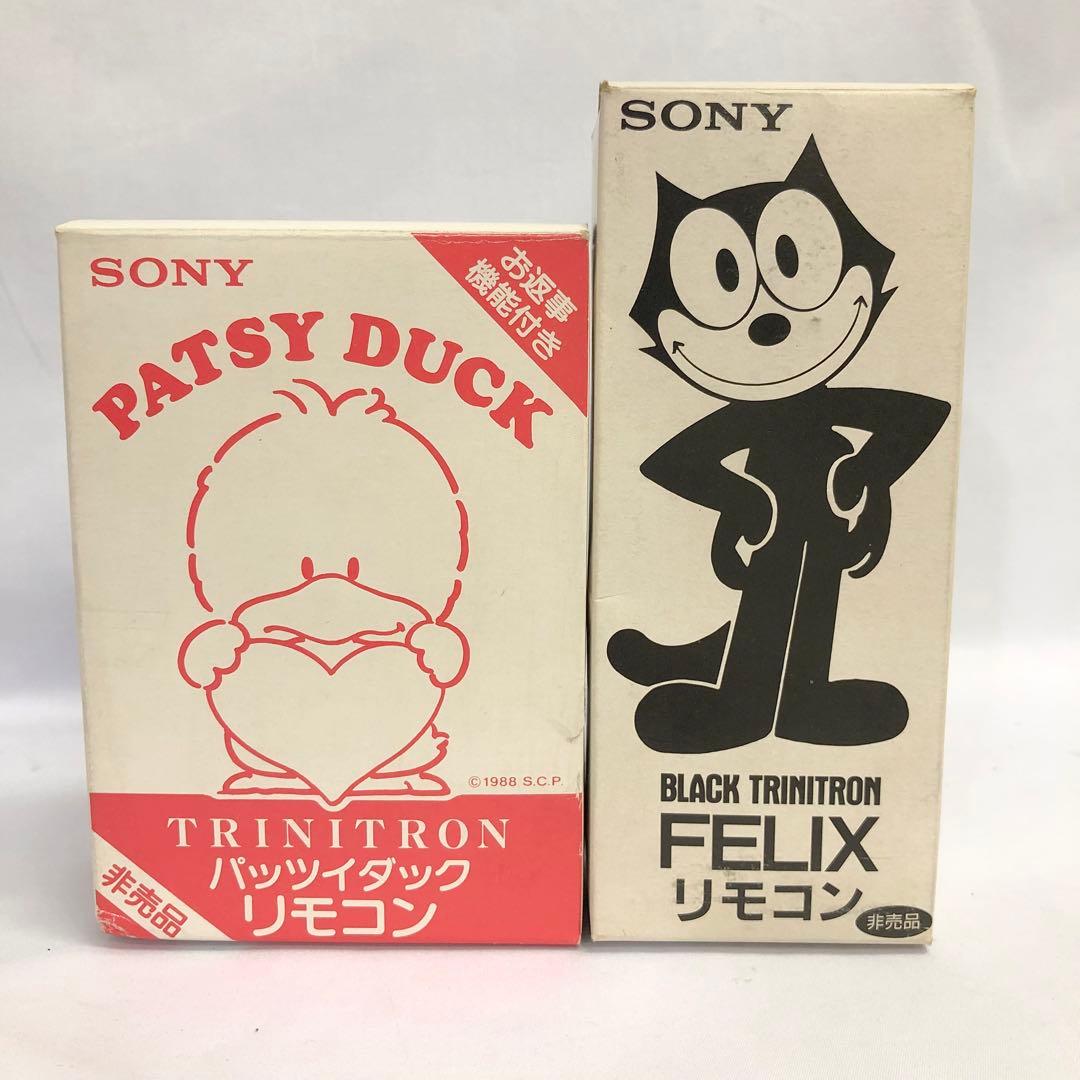 SONY
お返事
機能付き
PATSY DUCK
©1988 S.C.P.
TRINITRON
パッツィダック
リモコン
非売品
SONY
BLACK TRINITRON
FELIX
リモコン
非売品